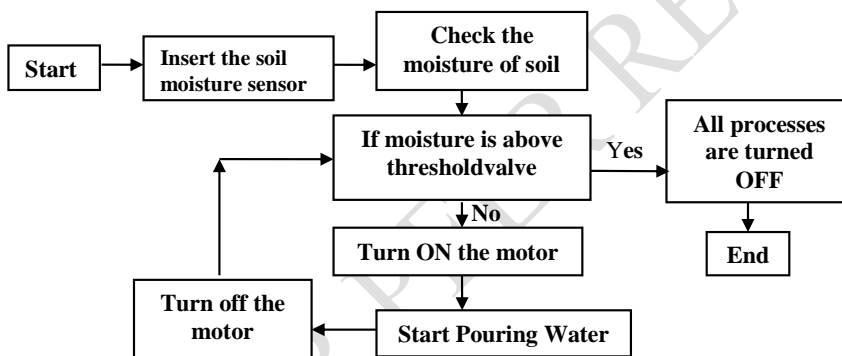 Start
Insert the soil
moisture sensor
Check the
moisture of soil
If moisture is above
thresholdvalve
Yes
All processes
are turned
OFF
End
No
Turn ON the motor
Start Pouring Water
Turn off the
motor